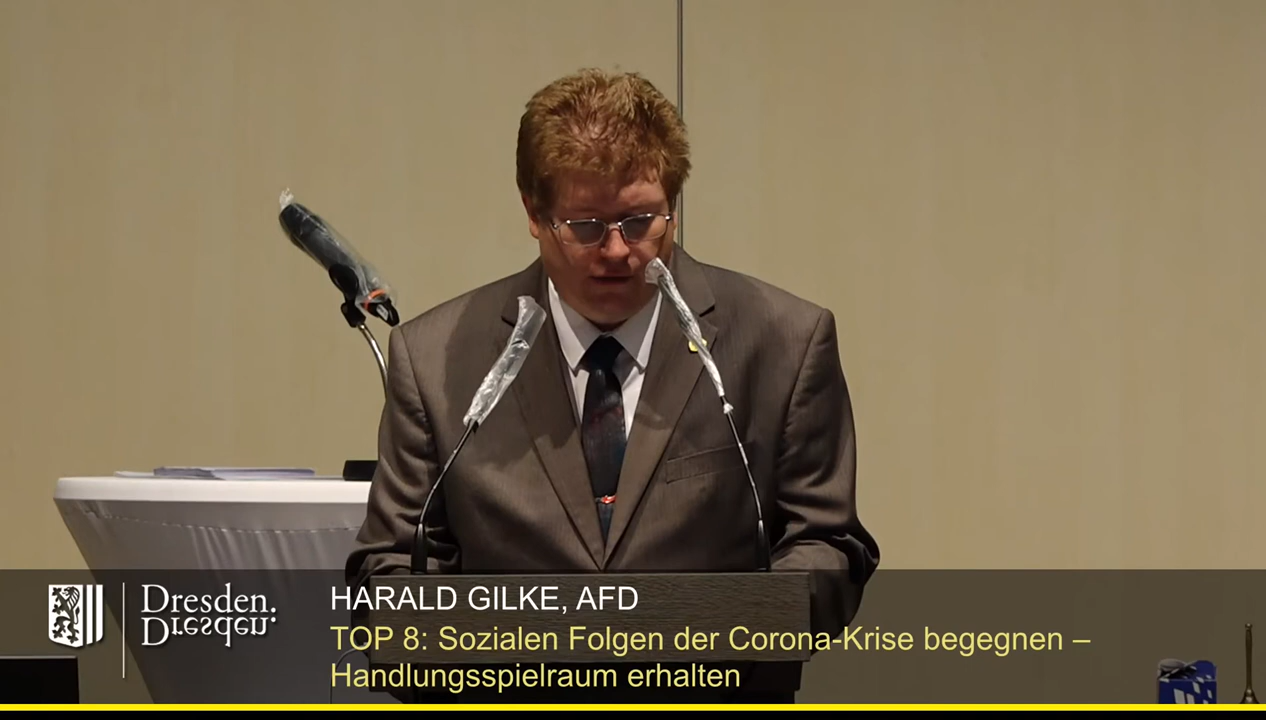 Dresden.
Dresden.
HARALD GILKE, AFD
TOP 8: Sozialen Folgen der Corona-Krise begegnen –
Handlungsspielraum erhalten